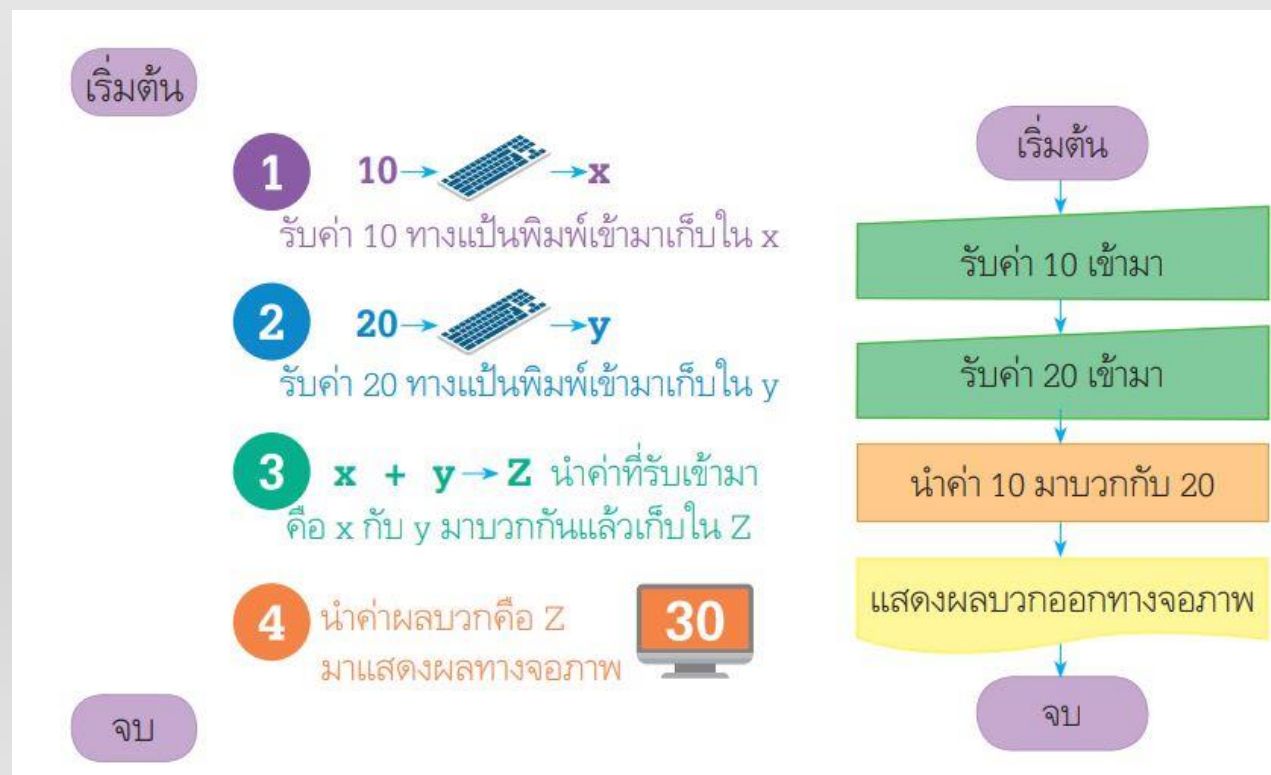 เริ่มต้น
1 10 x
รับค่า 10 ทางแป้นพิมพ์เข้ามาเก็บใน x
2 20 y
รับค่า 20 ทางแป้นพิมพ์เข้ามาเก็บใน y
3 x + y Z นำค่าที่รับเข้ามา
คือ x กับ y มาบวกกันแล้วเก็บใน Z
4 นำค่าผลบวกคือ Z
มาแสดงผลทางจอภาพ
30
จบ
เริ่มต้น
รับค่า 10 เข้ามา
รับค่า 20 เข้ามา
นำค่า 10 มาบวกกับ 20
แสดงผลบวกออกทางจอภาพ
จบ